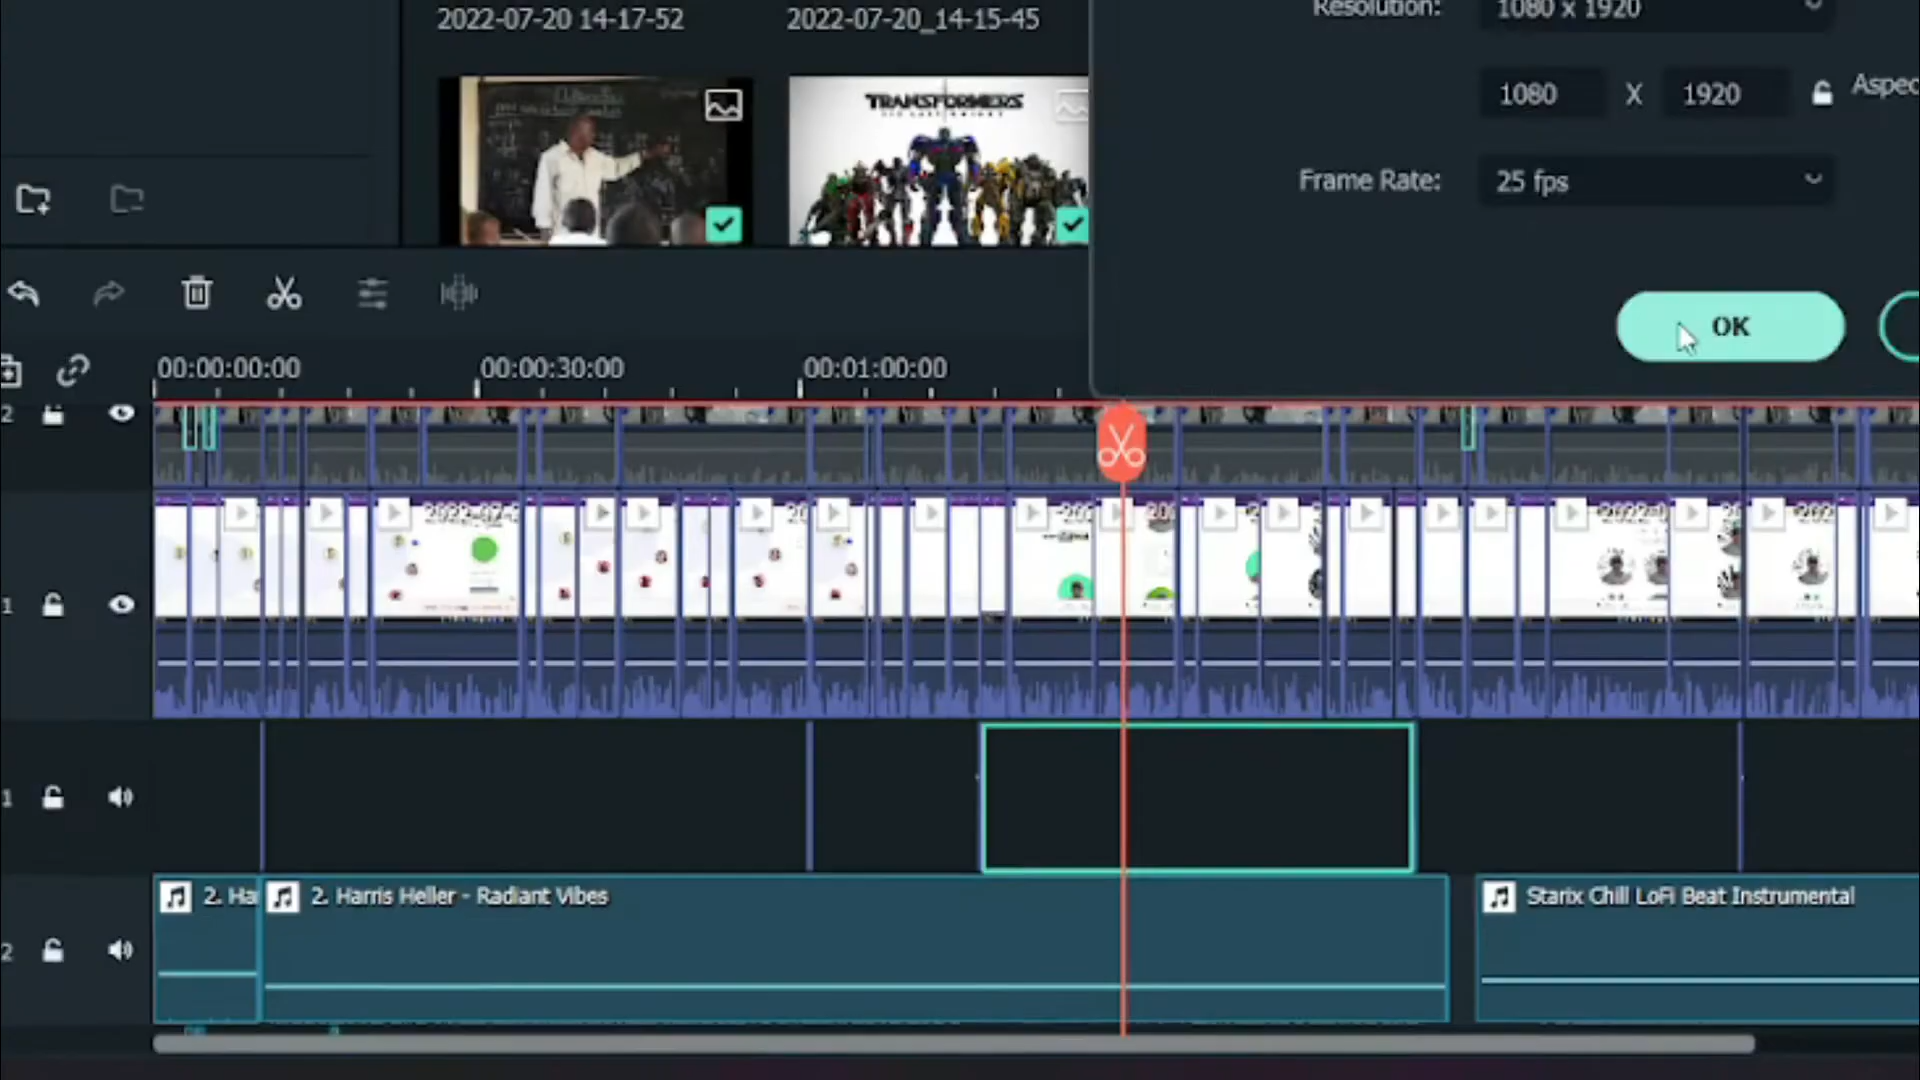 2022-07-20 14-17-52
2022-07-20_14-15-45
Resolution:
1080 x 1920
1080 X 1920
Aspec
TRANSFORMERS
Frame Rate:
25 fps
OK
00:00:00:00
00:00:30:00
00:01:00:00
2
1
1
2. Har
2. Harris Heller - Radiant Vibes
Starix Chill LoFi Beat Instrumental
2